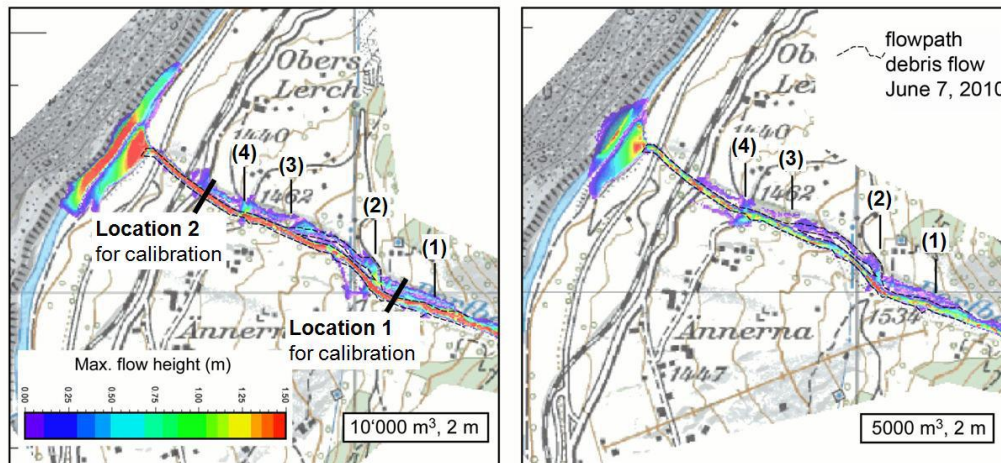 Obers
Lerch
1440
(4)
(3)
1462
(2)
(1)
Location 2
for calibration
Location 1
for calibration
Annern
Max. flow height (m)
0.00
0.25
0.50
0.75
1.00
1.25
1.50
10‘000 m³, 2 m
flowpath
debris flow
June 7, 2010
Ob
Le
(4)
(3)
1462
(2)
(1)
1534
Annerna
1447
5000 m³, 2 m